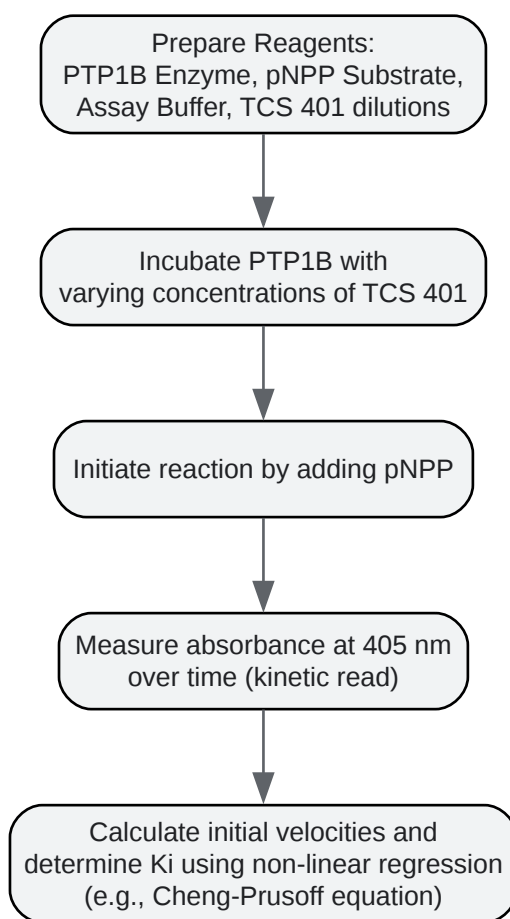 Prepare Reagents:
PTP1B Enzyme, pNPP Substrate,
Assay Buffer, TCS 401 dilutions
Incubate PTP1B with
varying concentrations of TCS 401
Initiate reaction by adding pNPP
Measure absorbance at 405 nm
over time (kinetic read)
Calculate initial velocities and
determine Ki using non-linear regression
(e.g., Cheng-Prusoff equation)